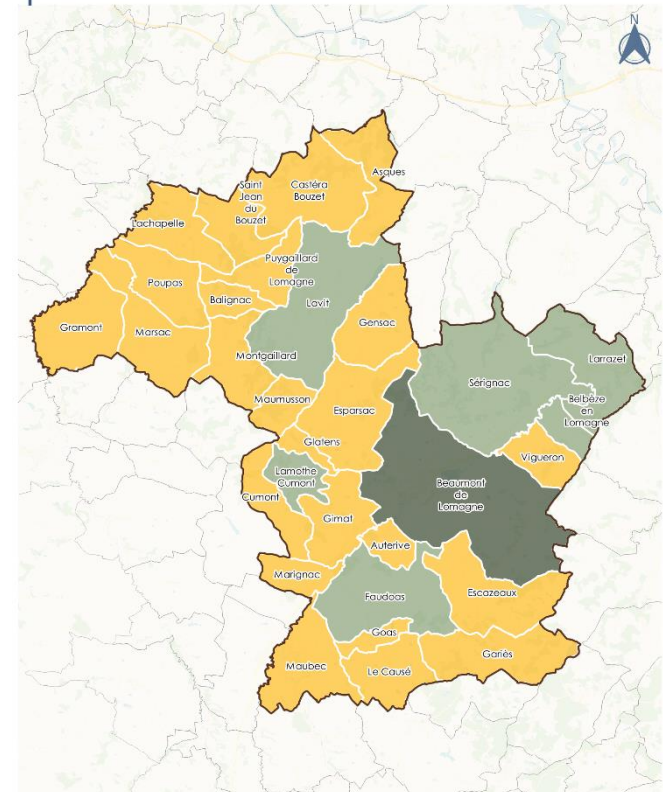 N
Asques
Saint
Jean
du
Bouzet
Castéra
Bouzet
Lachapelle
Puygaillard
de
Lomagne
Poupas
Balignac
Lavit
Gramont
Marsac
Gensac
Montgaillard
Larrazet
Sérignac
Maumusson
Esparsac
Belbèze
en
Lomagne
Glatens
Vigueron
Lamothe
Cumont
Cumont
Beaumont
de
Lomagne
Gimat
Auterive
Marignac
Escazeaux
Faudoas
Goas
Gariès
Maubec
Le Causé